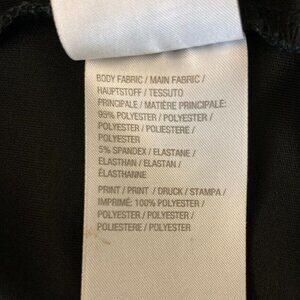 BODY FABRIC / MAIN FABRIC /
HAUPTSTOFF / TESSUTO
PRINCIPALE / MATIÈRE PRINCIPALE:
95% POLYESTER / POLYESTER /
POLYESTER / POLIESTERE /
POLYESTER
5% SPANDEX / ELASTANE /
ELASTHAN / ELASTAN /
ÉLASTHANNE
PRINT / PRINT / DRUCK / STAMPA /
IMPRIMÉ: 100% POLYESTER /
POLYESTER / POLYESTER /
POLIESTERE / POLYESTER